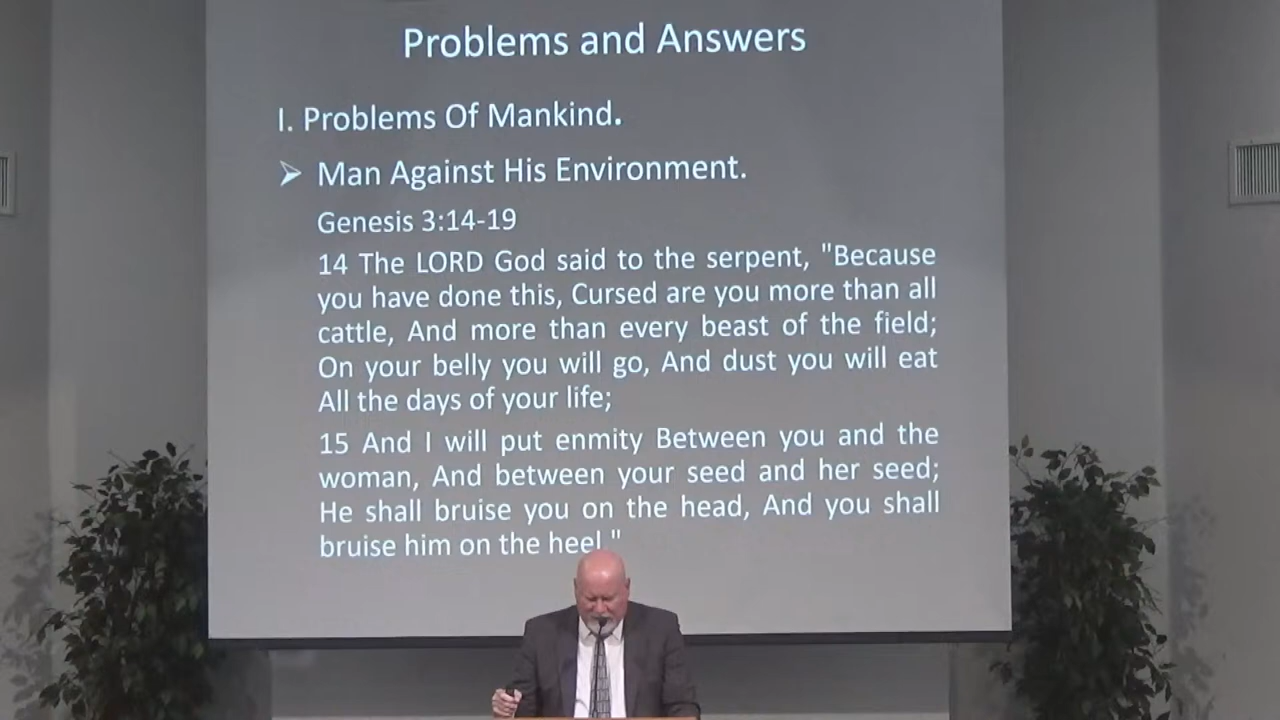 Problems and Answers
I. Problems Of Mankind.
➢ Man Against His Environment.
Genesis 3:14-19
14 The LORD God said to the serpent, "Because
you have done this, Cursed are you more than all
cattle, And more than every beast of the field;
On your belly you will go, And dust you will eat
All the days of your life;
15 And I will put enmity Between you and the
woman, And between your seed and her seed;
He shall bruise you on the head, And you shall
bruise him on the heel."